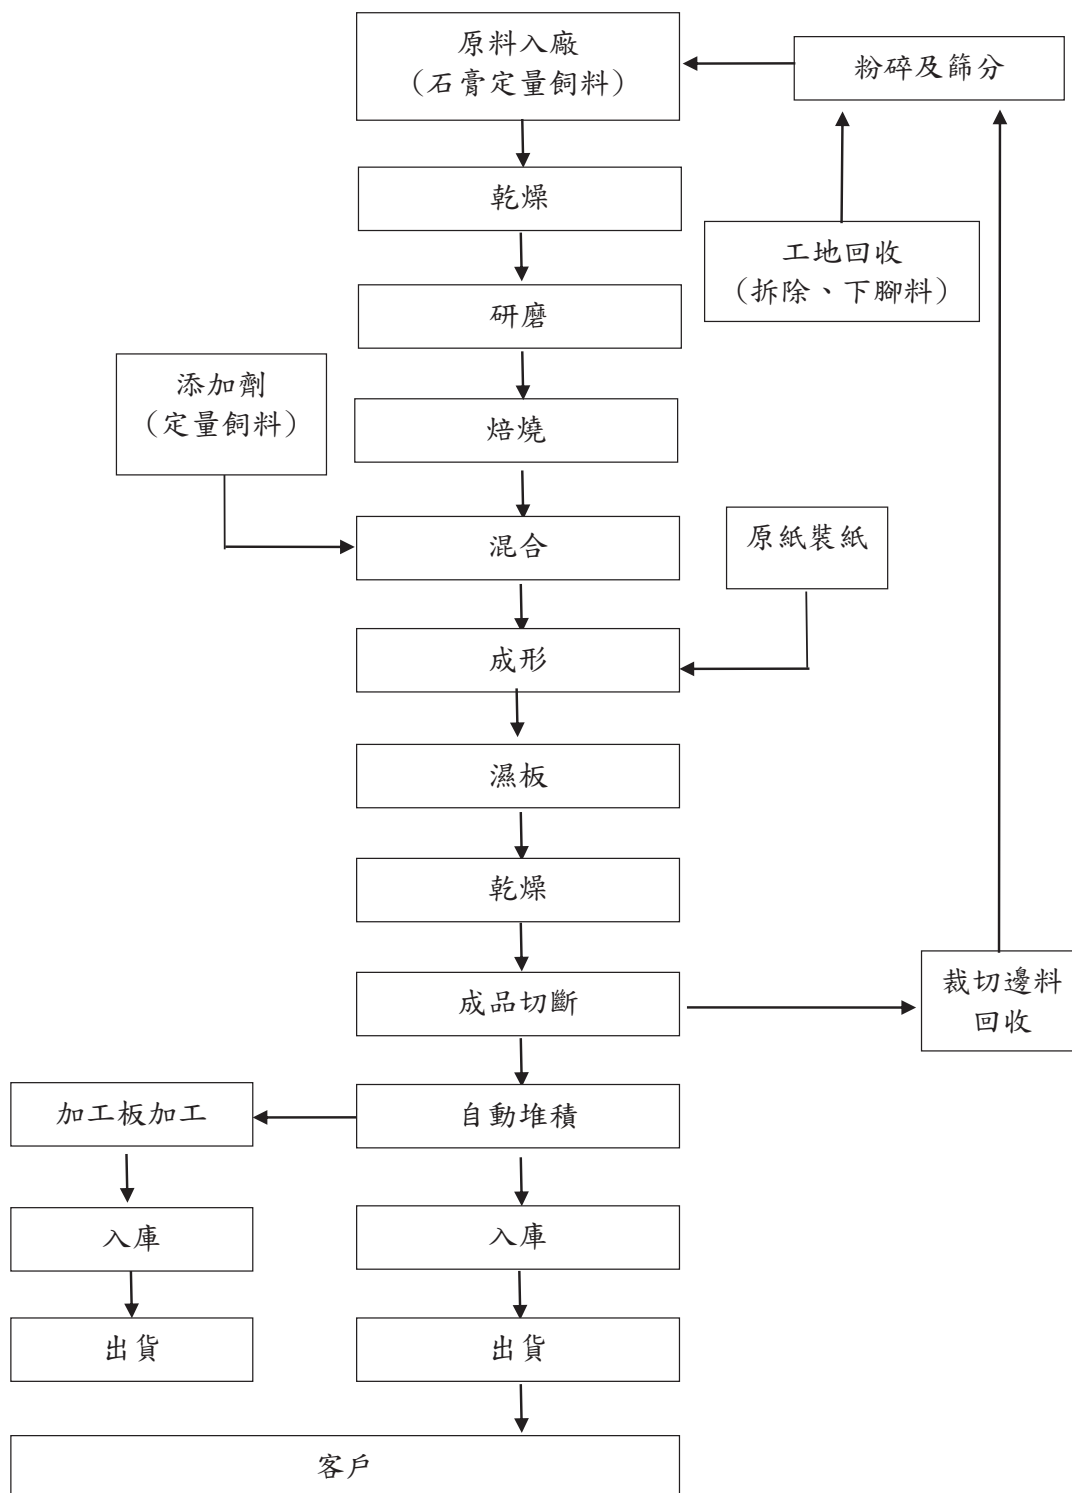 原料入廠
（石膏定量飼料）
粉碎及篩分
乾燥
工地回收
（拆除、下腳料）
研磨
添加劑
（定量飼料）
焙燒
混合
原紙裝紙
成形
濕板
乾燥
成品切斷
裁切邊料
回收
加工板加工
自動堆積
入庫
入庫
出貨
出貨
客戶